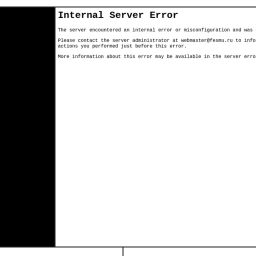 Internal Server Error
The server encountered an internal error or misconfiguration and was
Please contact the server administrator at webmaster@fesmu.ru to info
actions you performed just before this error.
More information about this error may be available in the server erro